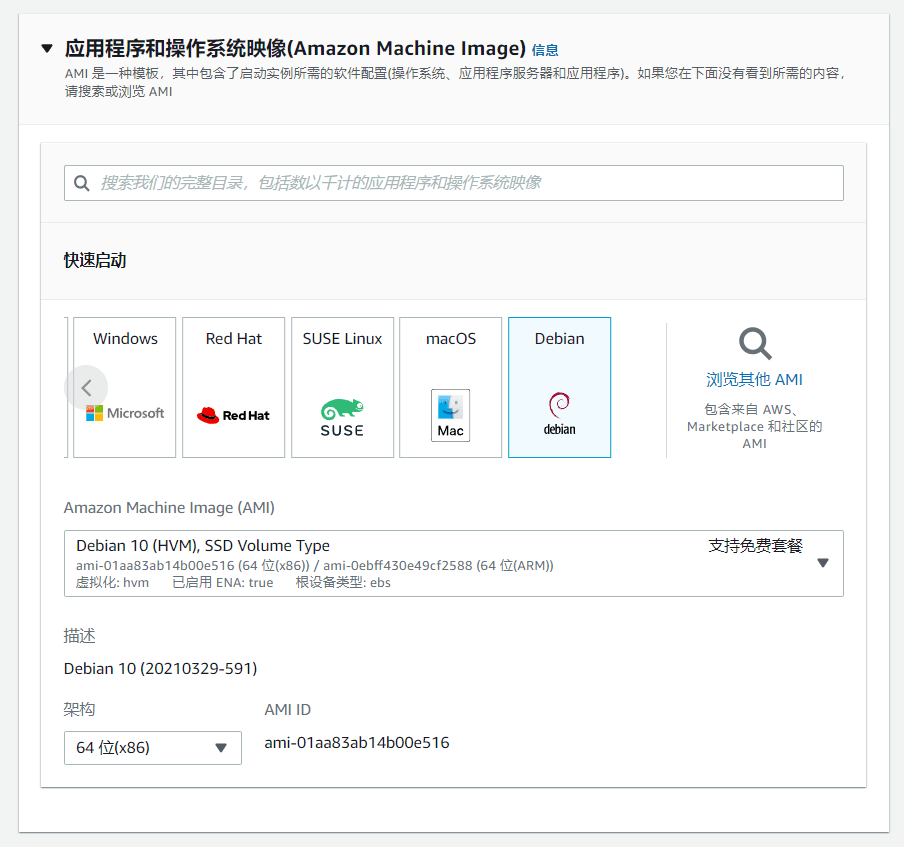 应用程序和操作系统映像(Amazon Machine Image) 信息
AMI 是一种模板，其中包含了启动实例所需的软件配置(操作系统、应用程序服务器和应用程序)。如果您在下面没有看到所需的内容，
请搜索或浏览 AMI
搜索我们的完整目录，包括数以千计的应用程序和操作系统映像
快速启动
Windows
Microsoft
Red Hat
Red Hat
SUSE Linux
SUSE
macOS
Mac
Debian
debian
浏览其他 AMI
包含来自 AWS、
Marketplace 和社区的
AMI
Amazon Machine Image (AMI)
Debian 10 (HVM), SSD Volume Type 支持免费套餐
ami-01aa83ab14b00e516 (64 位(x86)) / ami-0ebff430e49cf2588 (64 位(ARM))
虚拟化: hvm 已启用 ENA: true 根设备类型: ebs
描述
Debian 10 (20210329-591)
架构 AMI ID
64 位(x86) ami-01aa83ab14b00e516